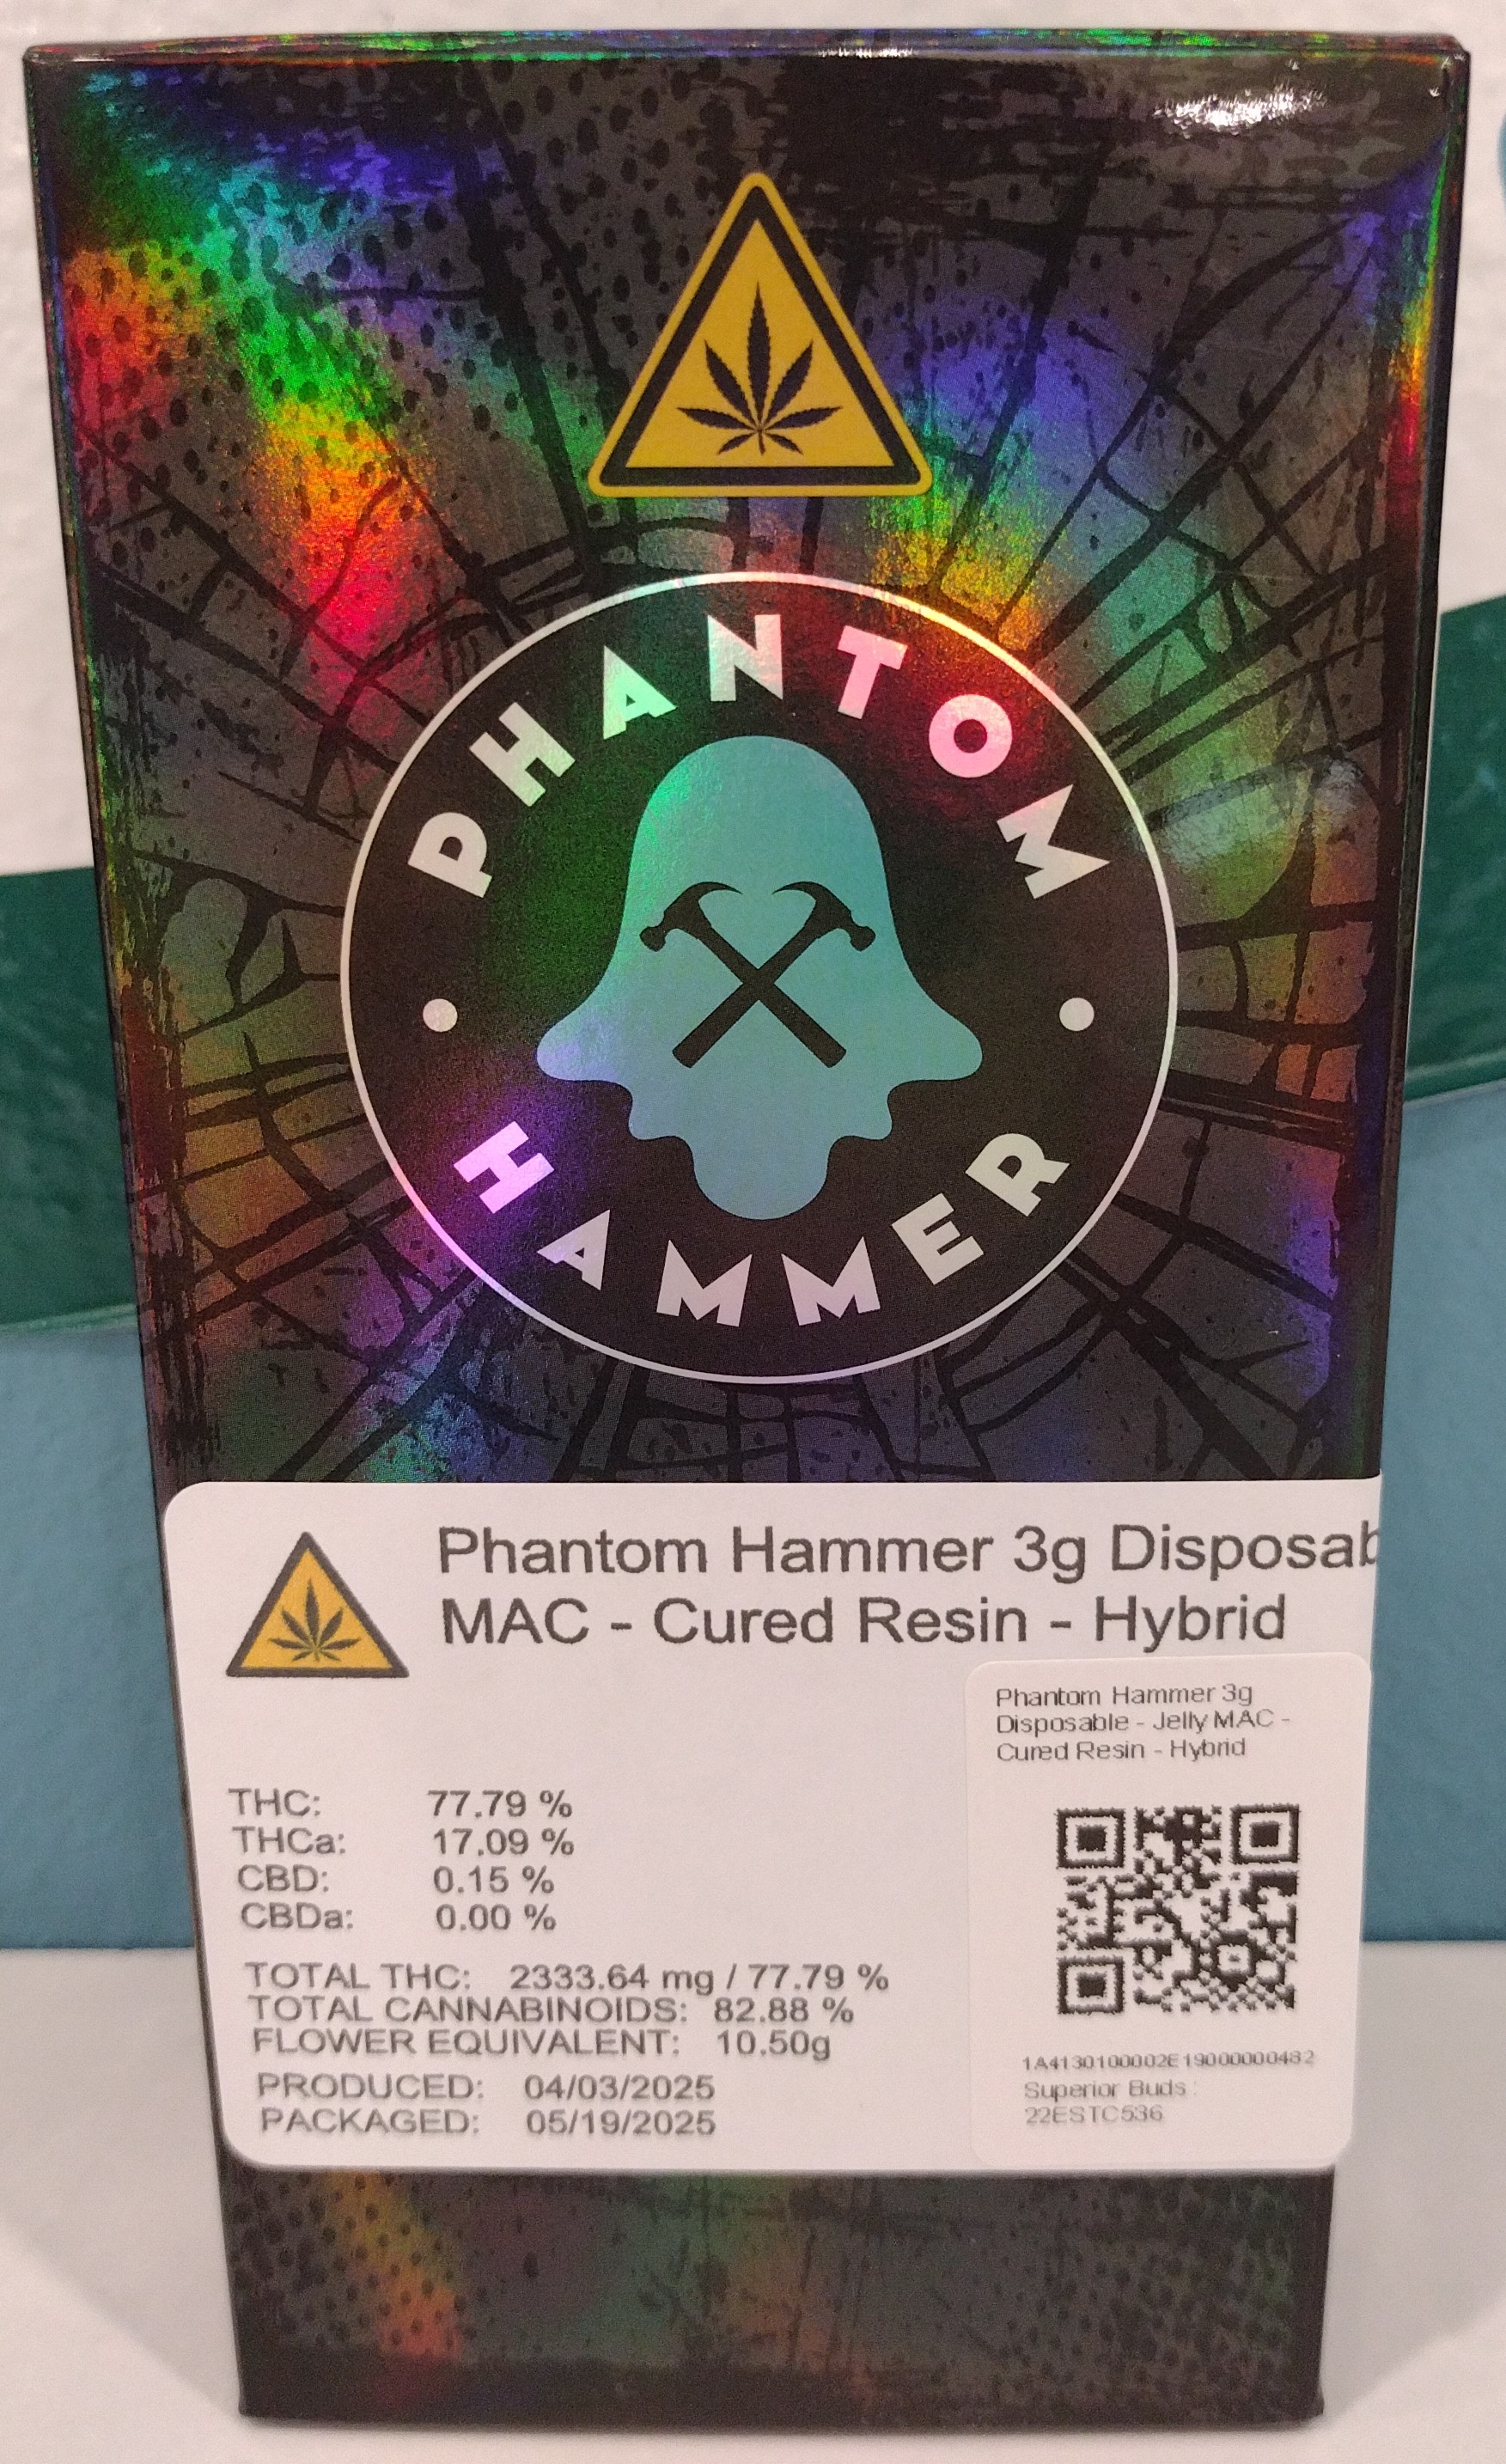 PHANTOM
HAMMER
Phantom Hammer 3g Disposab
MAC - Cured Resin - Hybrid
Phantom Hammer 3g
Disposable - Jelly MAC -
Cured Resin - Hybrid
THC: 77.79 %
THCa: 17.09 %
CBD: 0.15 %
CBDa: 0.00 %
TOTAL THC: 2333.64 mg / 77.79 %
TOTAL CANNABINOIDS: 82.88 %
FLOWER EQUIVALENT: 10.50g
PRODUCED: 04/03/2025
PACKAGED: 05/19/2025
1A4130100002E19000000482
Superior Buds :
22ESTC536